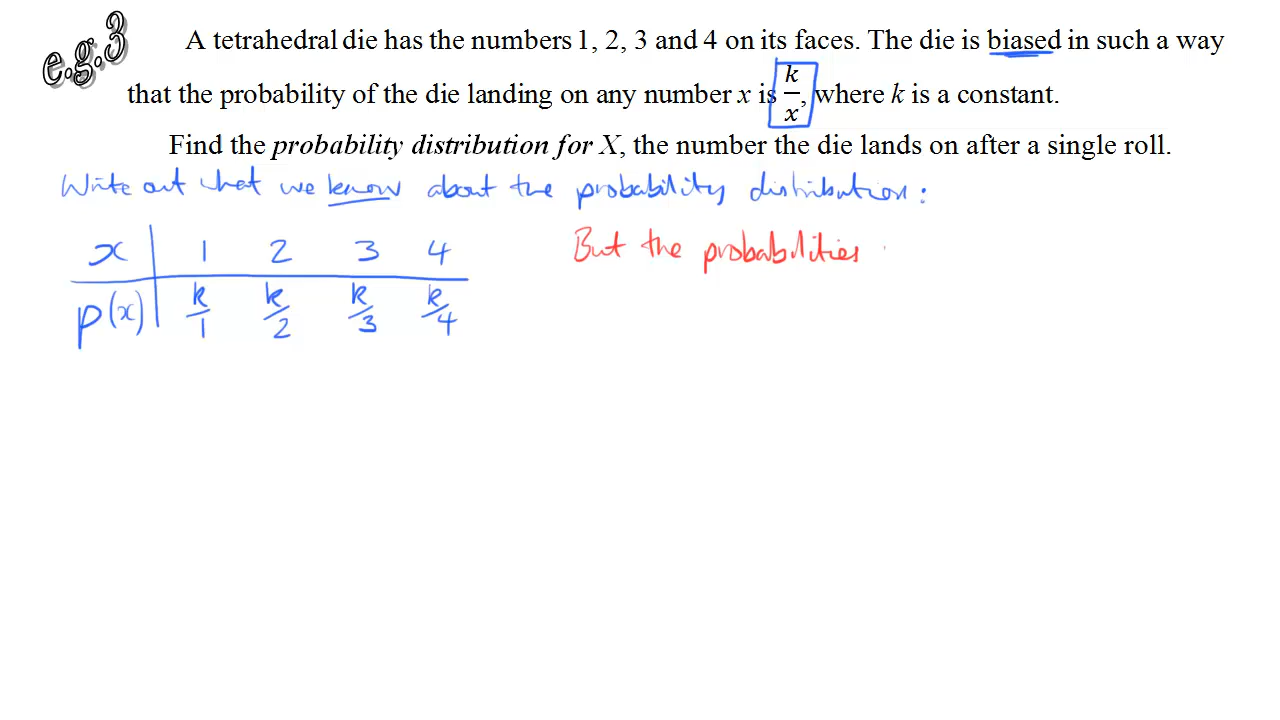 e.g.3
A tetrahedral die has the numbers 1, 2, 3 and 4 on its faces. The die is biased in such a way
that the probability of the die landing on any number x is k/x, where k is a constant.
Find the probability distribution for X, the number the die lands on after a single roll.
Write out what we know about the probability distribution:
x 1 2 3 4
But the probabilities
p(x) k/1 k/2 k/3 k/4